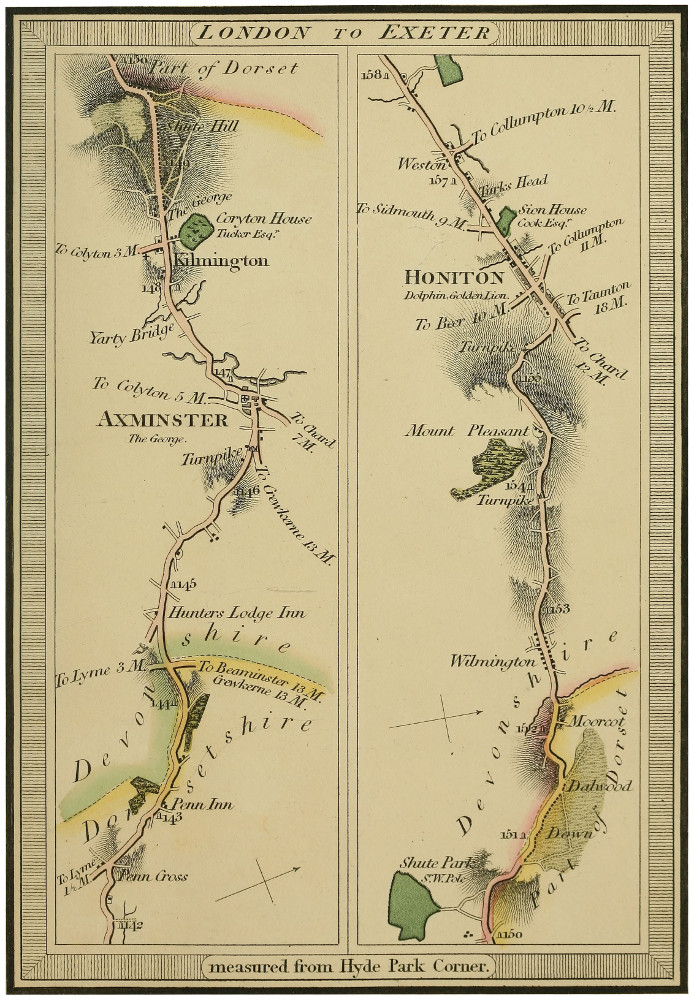 LONDON TO EXETER
150
Part of Dorset
Shute Hill
149
The George
Coryton House
Tucker Esqr.
To Colyton 3 M.
Kilmington
148
Yarty Bridge
147
To Colyton 5 M.
AXMINSTER
The George.
To Chard
7 M.
Turnpike
146
To Crewkerne 13 M.
145
Hunters Lodge Inn
Devonshire
To Lyme 3 M.
To Beaminster 13 M.
Crewkerne 13 M.
144
Dorsetshire
Penn Inn
143
To Lyme
1½ M.
Penn Cross
142
158
To Collumpton 10½ M.
Weston
157
Turks Head
To Sidmouth 9 M.
Sion House
Cook Esqr.
To Collumpton
11 M.
HONITON
Dolphin. Golden Lion.
To Taunton
18 M.
To Beer 10 M.
To Chard
12 M.
Turnpike
155
Mount Pleasant
154
Turnpike
153
Wilmington
Devonshire
152
Moorcot
Dalwood
Down
151
Part of Dorset
Shute Park
Sr. W. Pole
150
measured from Hyde Park Corner.